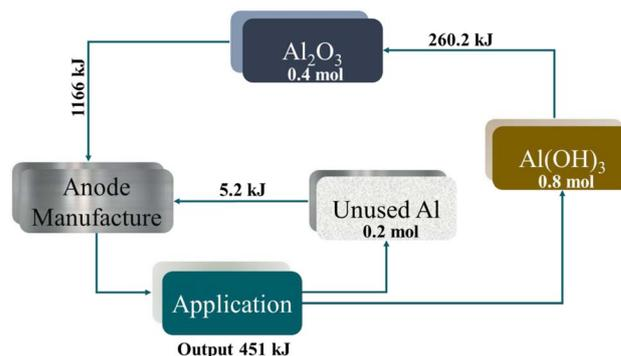 Al₂O₃
0.4 mol
260.2 kJ
1166 kJ
Al(OH)₃
0.8 mol
Anode
Manufacture
5.2 kJ
Unused Al
0.2 mol
Application
Output 451 kJ